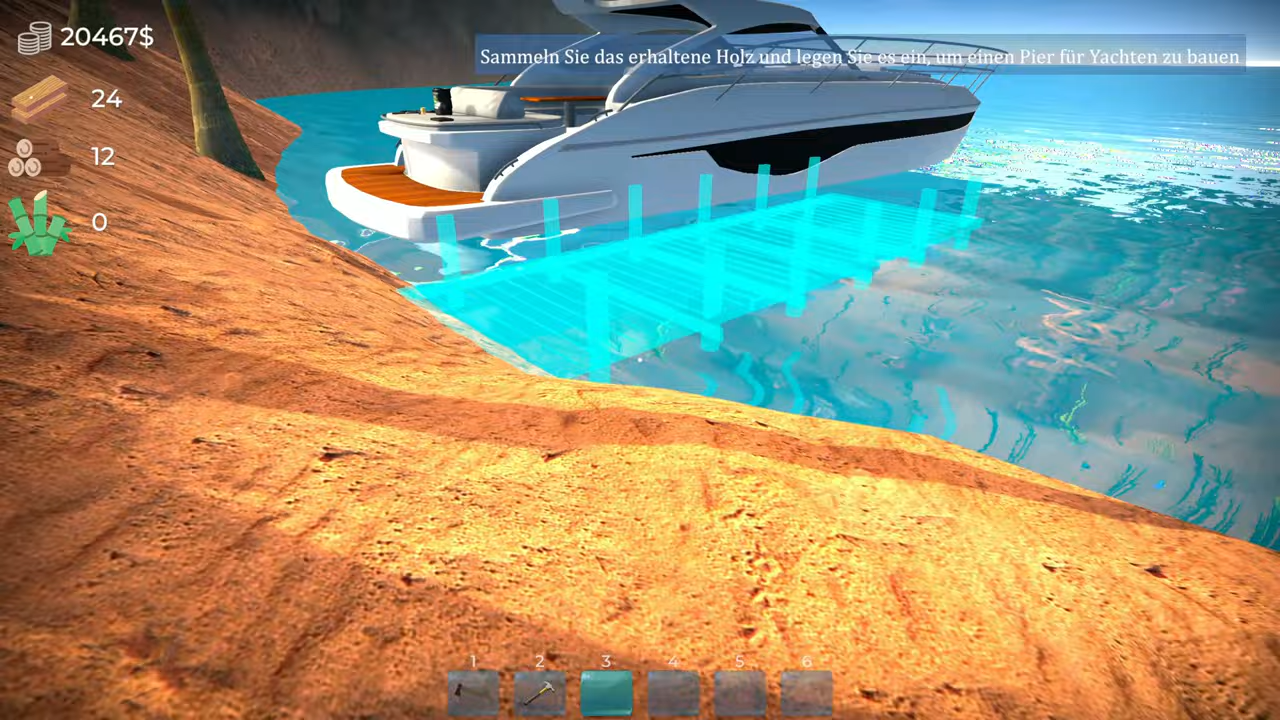 20467$
Sammeln Sie das erhaltene Holz und legen Sie es ein, um einen Pier für Yachten zu bauen
24
12
0
1 2 3 4 5 6